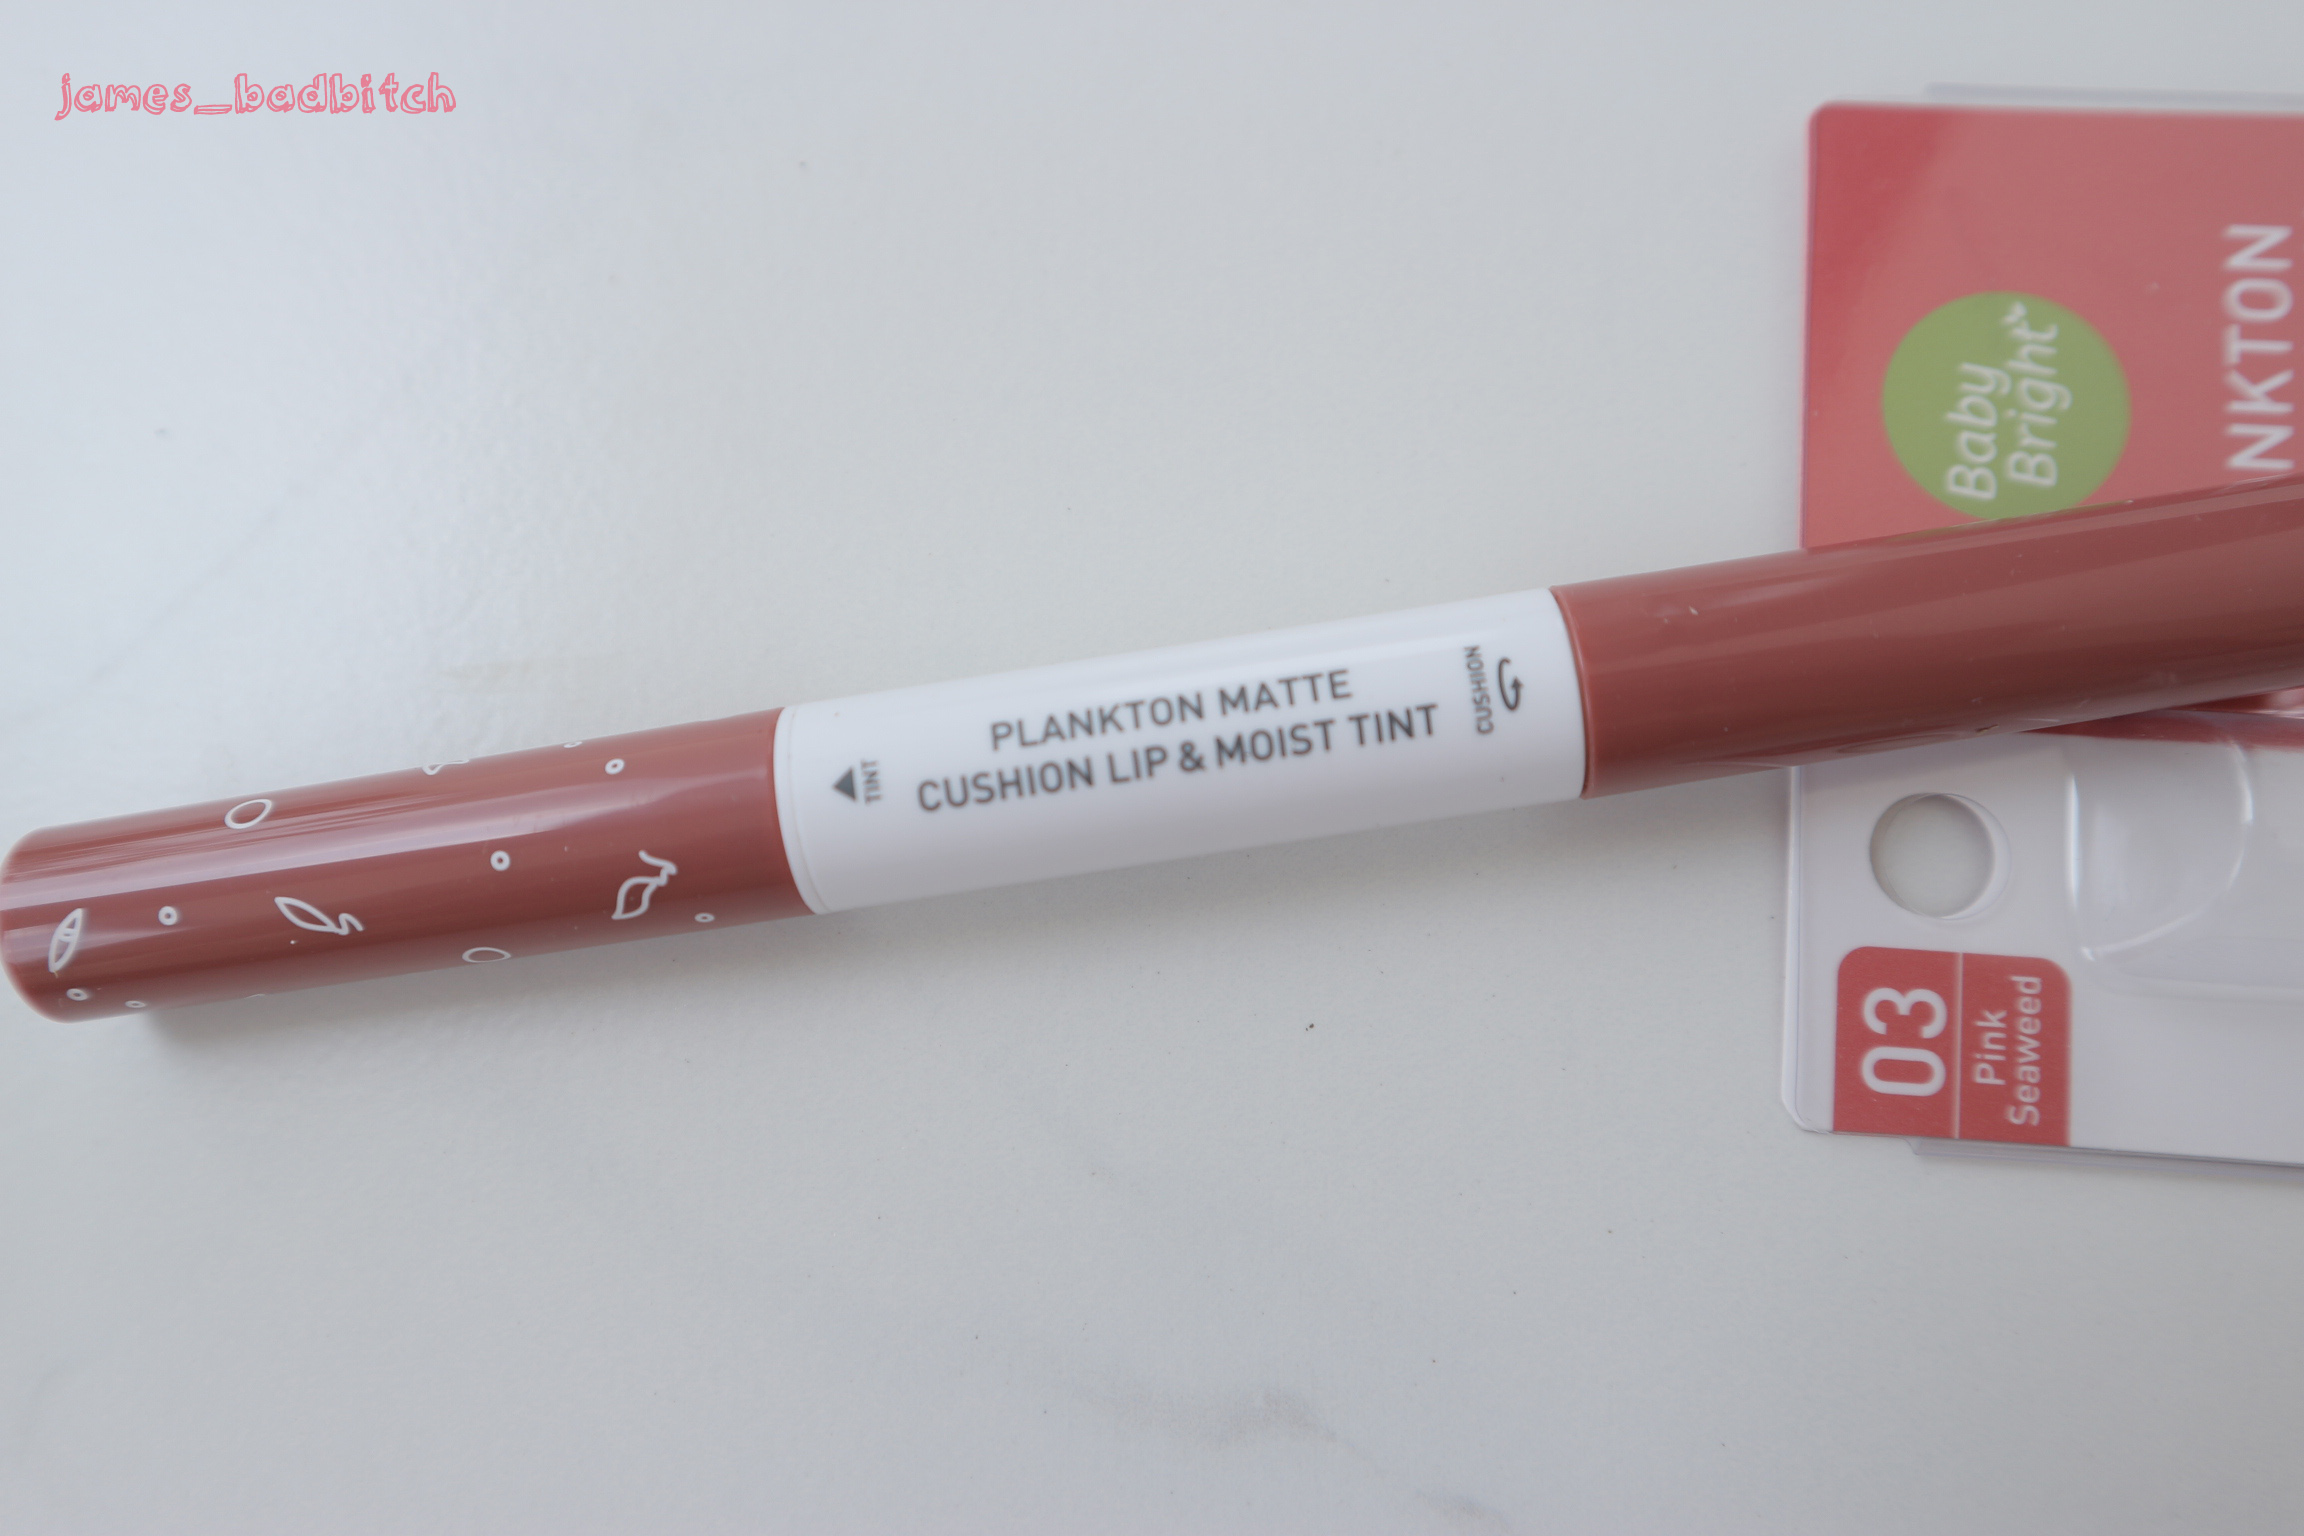 james_badbitch
PLANKTON MATTE
CUSHION LIP & MOIST TINT
TINT
CUSHION
Baby
Bright
NKTON
03
Pink
Seaweed